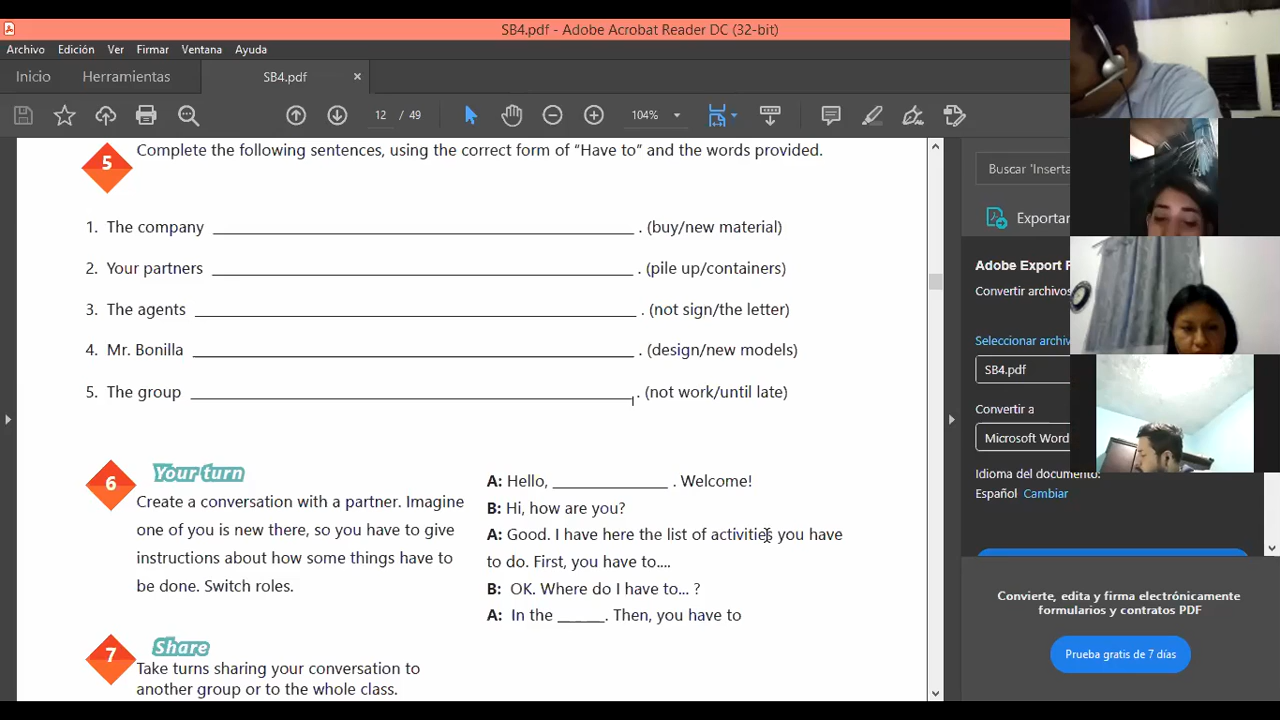 SB4.pdf - Adobe Acrobat Reader DC (32-bit)
Archivo Edición Ver Firmar Ventana Ayuda
Inicio Herramientas SB4.pdf ×
12 / 49 104%
5 Complete the following sentences, using the correct form of “Have to” and the words provided.
1. The company ______ . (buy/new material)
2. Your partners ______ . (pile up/containers)
3. The agents ______ . (not sign/the letter)
4. Mr. Bonilla ______ . (design/new models)
5. The group ______ . (not work/until late)
6 Your turn
Create a conversation with a partner. Imagine
one of you is new there, so you have to give
instructions about how some things have to
be done. Switch roles.
A: Hello, ______ . Welcome!
B: Hi, how are you?
A: Good. I have here the list of activities you have
to do. First, you have to....
B: OK. Where do I have to... ?
A: In the _____. Then, you have to
7 Share
Take turns sharing your conversation to
another group or to the whole class.
Buscar 'Inserta
Exportar
Adobe Export
Convertir archivos
Seleccionar archiv
SB4.pdf
Convertir a
Microsoft Word
Idioma del documento:
Español Cambiar
Convierte, edita y firma electrónicamente
formularios y contratos PDF
Prueba gratis de 7 días